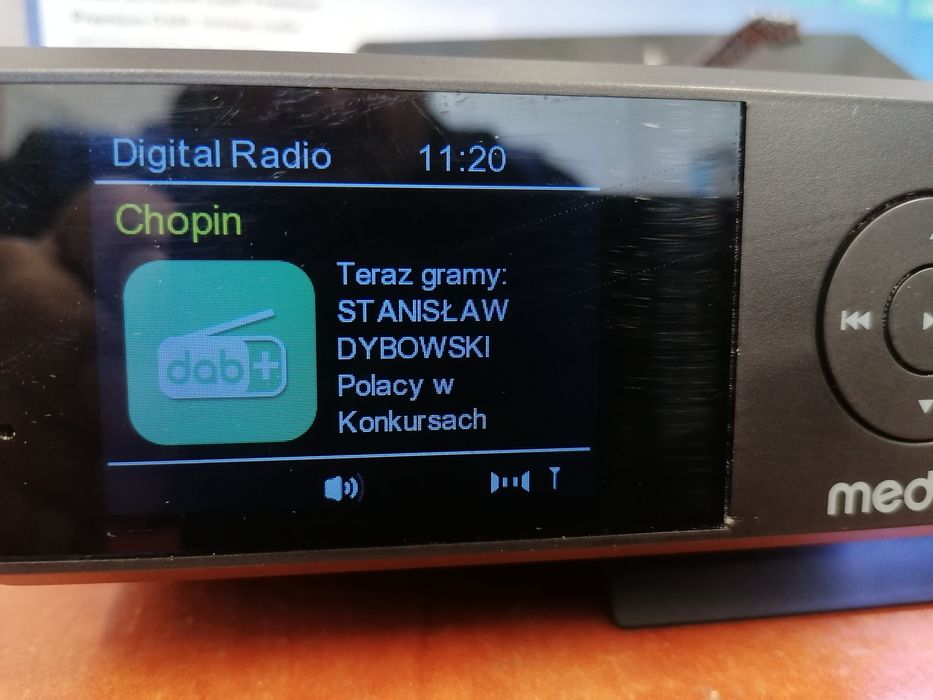 Digital Radio 11:20
Chopin
dab+
Teraz gramy:
STANISŁAW
DYBOWSKI
Polacy w
Konkursach
med